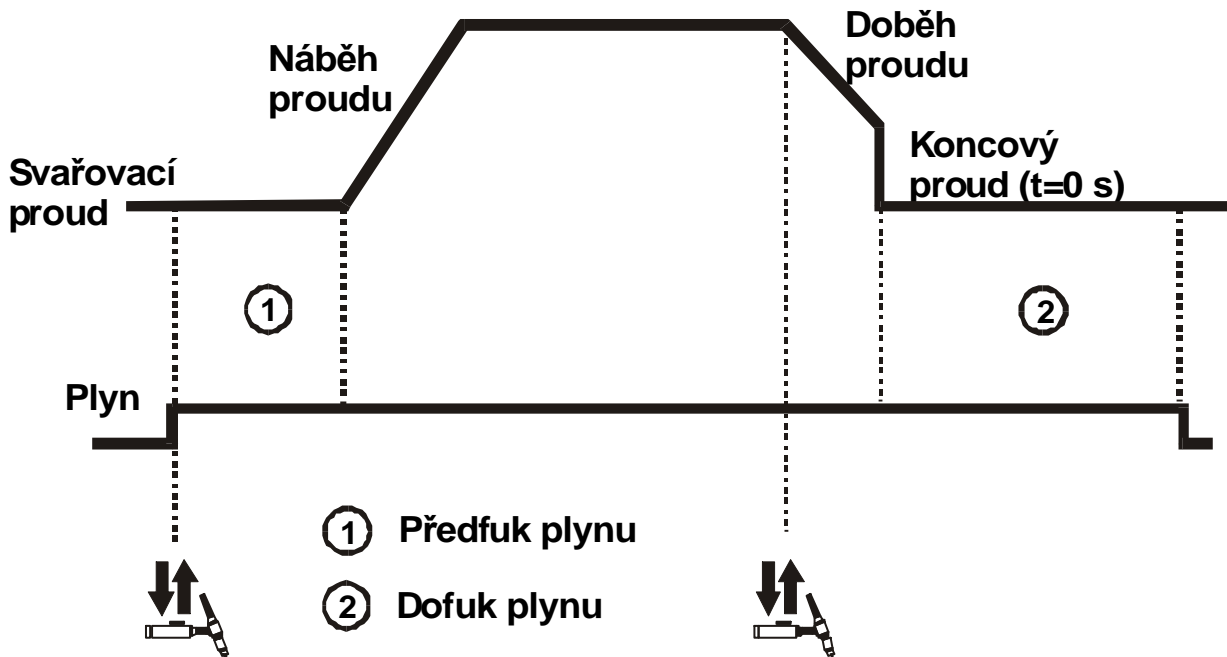 Náběh
proudu
Doběh
proudu
Svařovací
proud
Koncový
proud (t=0 s)
1
2
Plyn
1 Předfuk plynu
2 Dofuk plynu